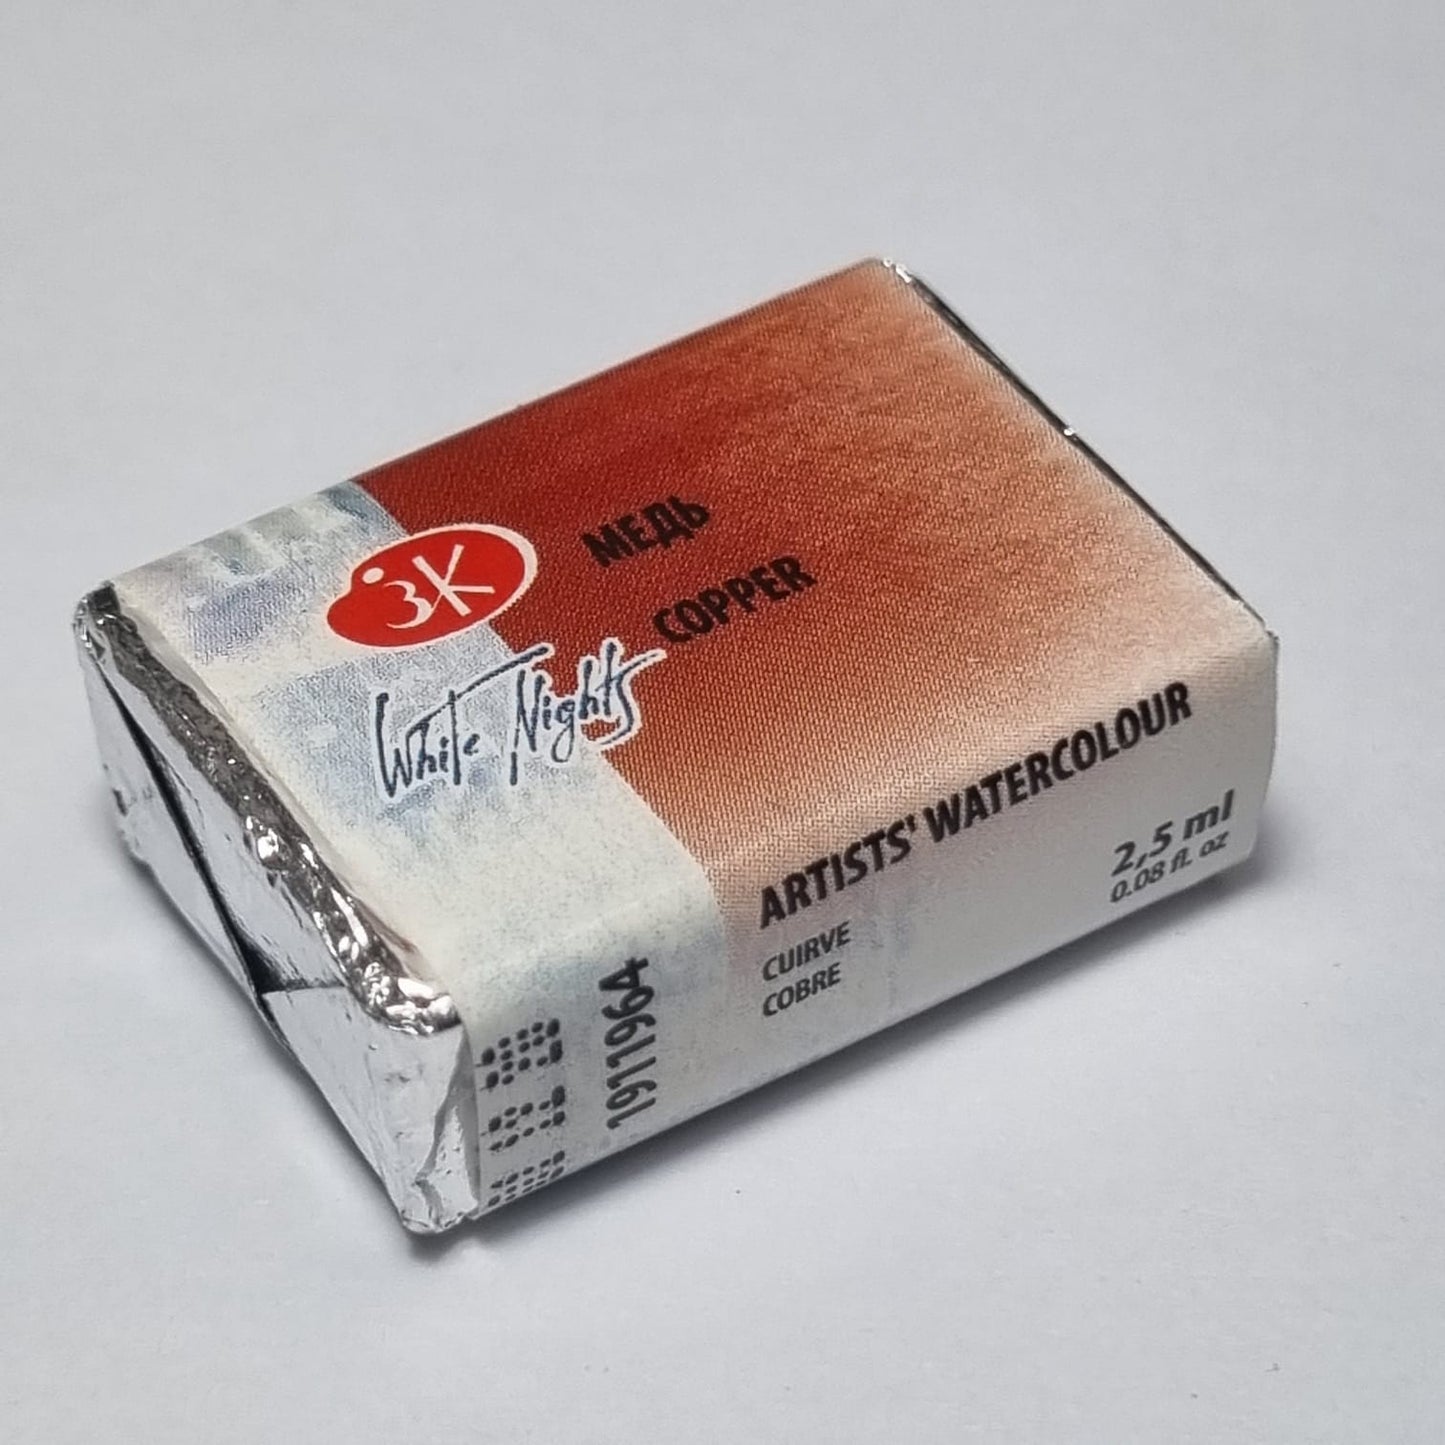 ЗК
МЕДЬ
COPPER
White Nights
ARTISTS' WATERCOLOUR
2,5 ml
0.08 fl. oz
CUIRVE
COBRE
1911964